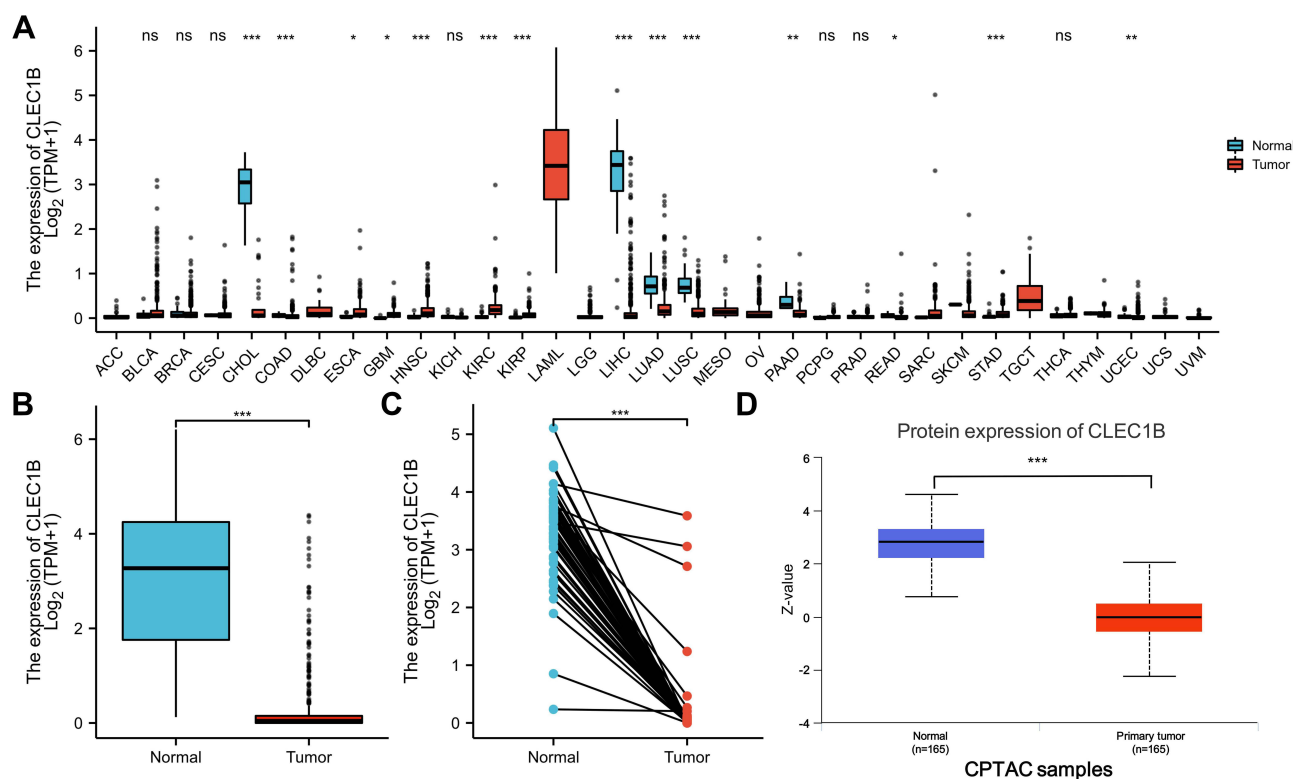 A
The expression of CLEC1B
Log2 (TPM+1)
6
5
4
3
2
1
0
ns ns ns *** *** * * *** ns *** *** *** *** *** ** ns ns * *** ns **
ACC BLCA BRCA CESC CHOL COAD DLBC ESCA GBM HNSC KICH KIRC KIRP LAML LGG LIHC LUAD LUSC MESO OV PAAD PCPG PRAD READ SARC SKCM STAD TGCT THCA THYM UCEC UCS UVM
Normal
Tumor
B
The expression of CLEC1B
Log2 (TPM+1)
6
4
2
0
***
Normal Tumor
C
The expression of CLEC1B
Log2 (TPM+1)
5
4
3
2
1
0
***
Normal Tumor
D
Protein expression of CLEC1B
Z-value
6
4
2
0
-2
-4
***
Normal Primary tumor
(n=165) (n=165)
CPTAC samples